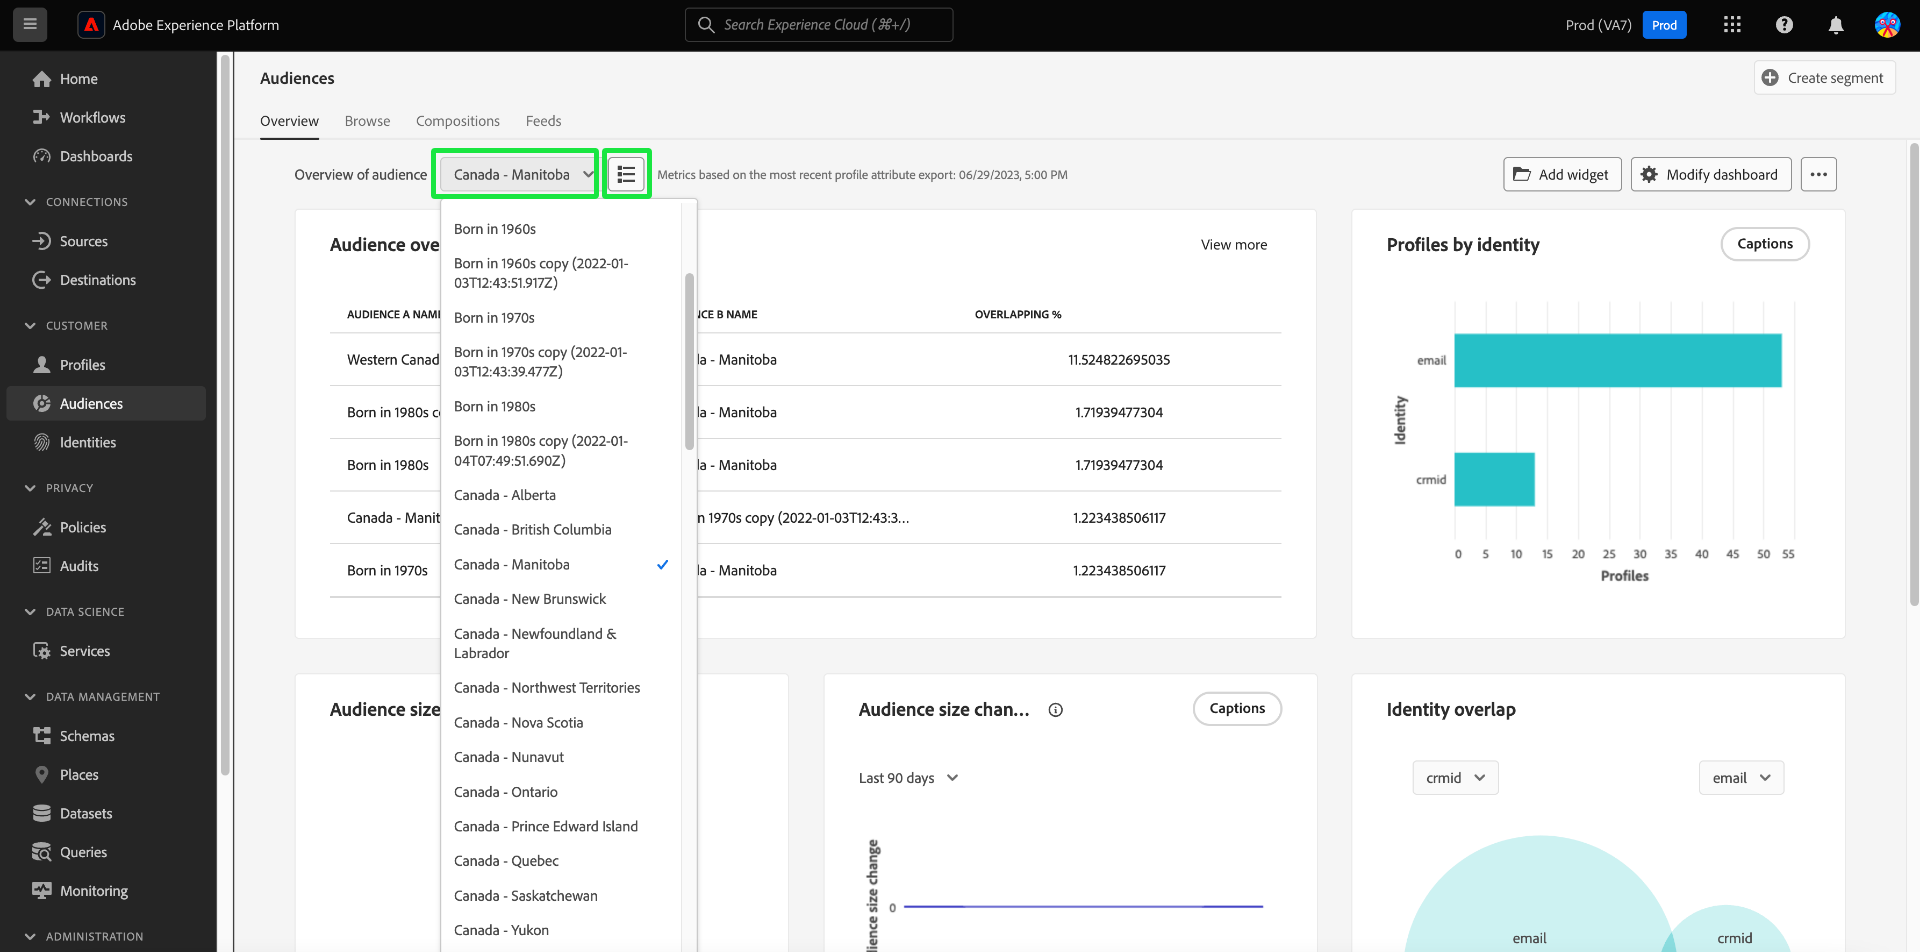 Adobe Experience Platform
Search Experience Cloud (⌘+/)
Prod (VA7)
Prod
Home
Workflows
Dashboards
CONNECTIONS
Sources
Destinations
CUSTOMER
Profiles
Audiences
Identities
PRIVACY
Policies
Audits
DATA SCIENCE
Services
DATA MANAGEMENT
Schemas
Places
Datasets
Queries
Monitoring
ADMINISTRATION
Audiences
Create segment
Overview
Browse
Compositions
Feeds
Overview of audience
Canada - Manitoba
Metrics based on the most recent profile attribute export: 06/29/2023, 5:00 PM
Add widget
Modify dashboard
Born in 1960s
Born in 1960s copy (2022-01-
03T12:43:51.917Z)
Born in 1970s
Born in 1970s copy (2022-01-
03T12:43:39.477Z)
Born in 1980s
Born in 1980s copy (2022-01-
04T07:49:51.690Z)
Canada - Alberta
Canada - British Columbia
Canada - Manitoba
Canada - New Brunswick
Canada - Newfoundland &
Labrador
Canada - Northwest Territories
Canada - Nova Scotia
Canada - Nunavut
Canada - Ontario
Canada - Prince Edward Island
Canada - Quebec
Canada - Saskatchewan
Canada - Yukon
Audience ove
View more
AUDIENCE A NAM
NCE B NAME
OVERLAPPING %
Western Canad
da - Manitoba
11.524822695035
Born in 1980s c
da - Manitoba
1.71939477304
Born in 1980s
da - Manitoba
1.71939477304
Canada - Manit
n 1970s copy (2022-01-03T12:43:3...
1.223438506117
Born in 1970s
da - Manitoba
1.223438506117
Profiles by identity
Captions
Identity
email
crmid
0 5 10 15 20 25 30 35 40 45 50 55
Profiles
Audience size
Audience size chan...
Captions
Last 90 days
ience size change
0
Identity overlap
crmid
email
email
crmid